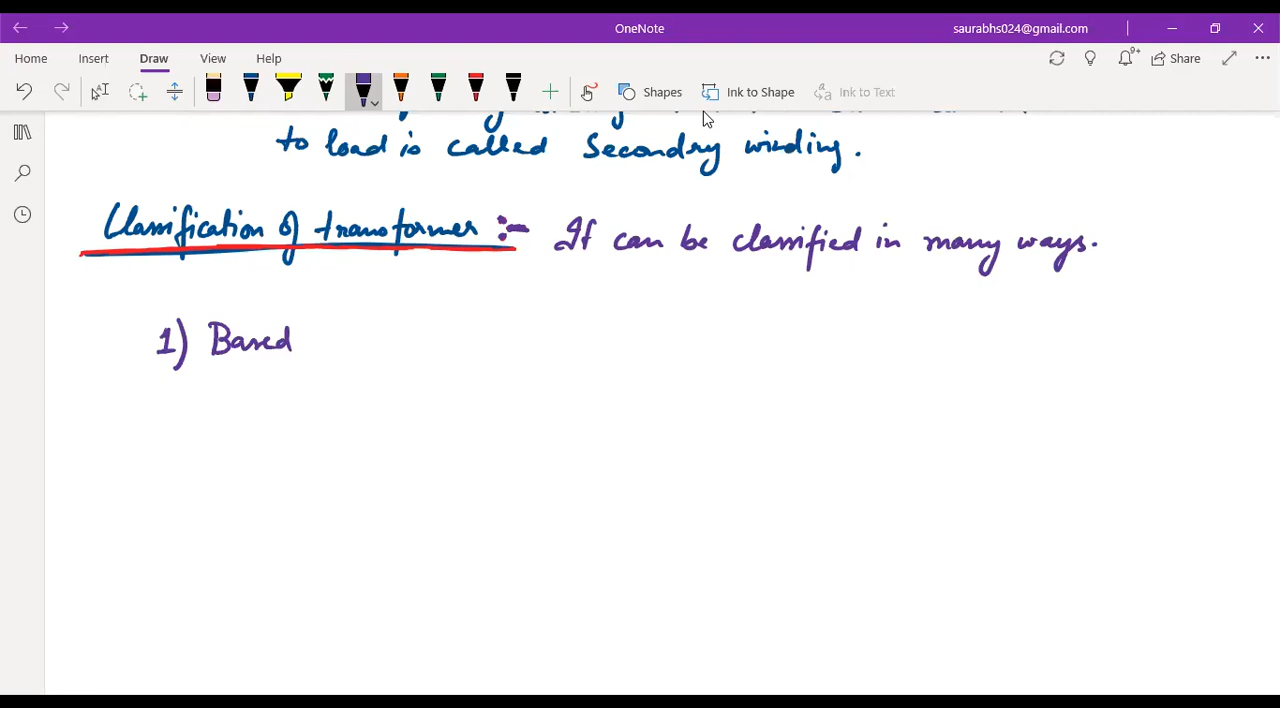 OneNote
saurabhs024@gmail.com
Home Insert Draw View Help
Share
Shapes Ink to Shape Ink to Text
to load is called Secondry winding.
Classification of transformer :- It can be classified in many ways.
1) Based